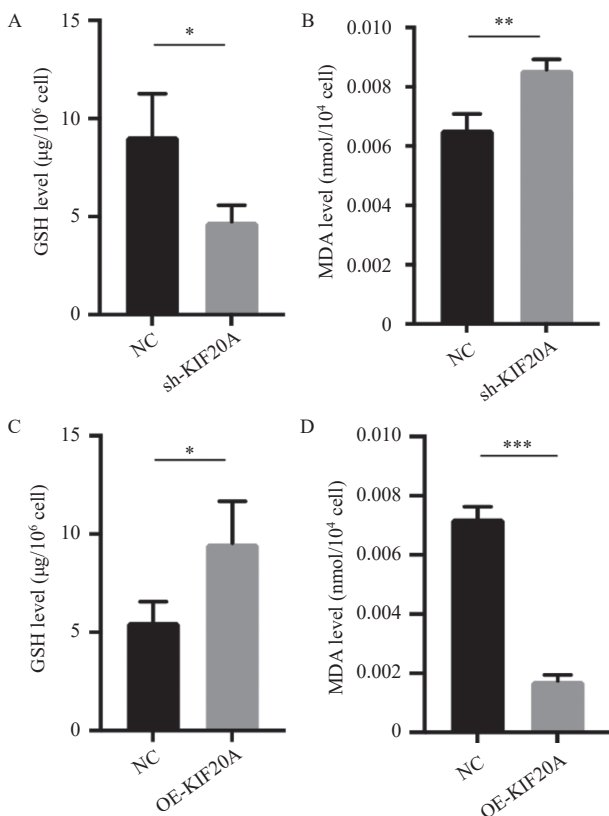 A
GSH level (μg/10⁶ cell)
15
10
5
0
*
NC
sh-KIF20A
B
MDA level (nmol/10⁴ cell)
0.010
0.008
0.006
0.004
0.002
0
**
NC
sh-KIF20A
C
GSH level (μg/10⁶ cell)
15
10
5
0
*
NC
OE-KIF20A
D
MDA level (nmol/10⁴ cell)
0.010
0.008
0.006
0.004
0.002
0
***
NC
OE-KIF20A